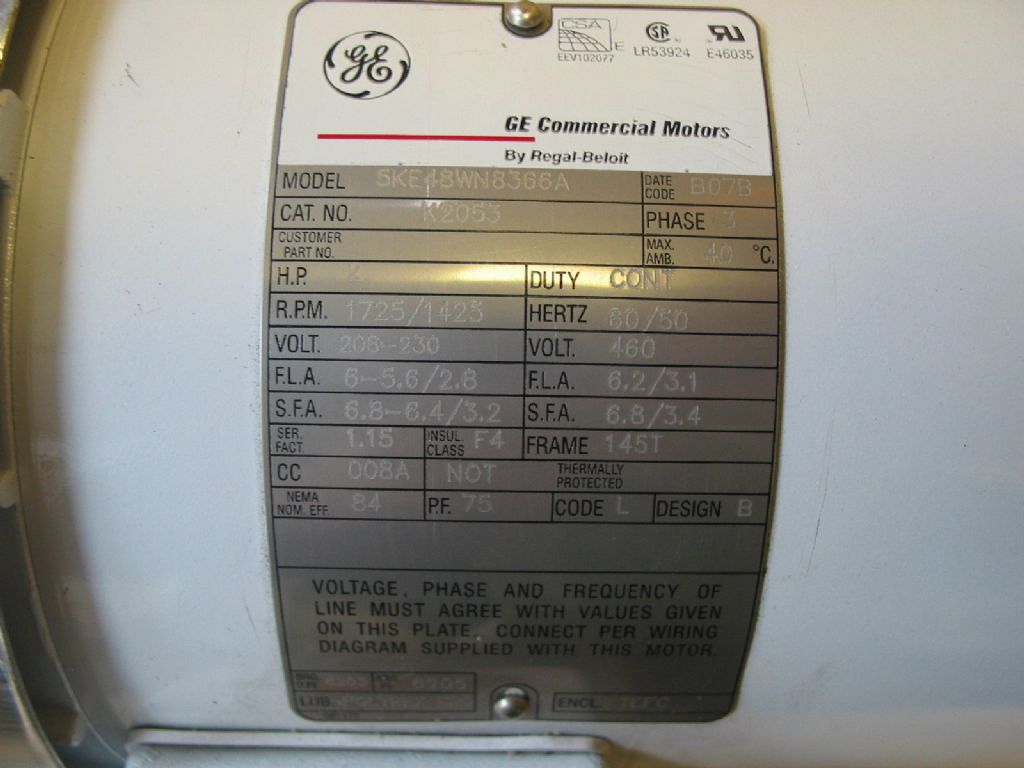 GE
CSA E
EEV102077
SA
LR53924
E46035
GE Commercial Motors
By Regal-Beloit
MODEL 5KE48WN8366A DATE CODE B07B
CAT. NO. K2053 PHASE 3
CUSTOMER PART NO. MAX. AMB. 40 °C.
H.P. 2 DUTY CONT
R.P.M. 1725/1425 HERTZ 60/50
VOLT. 208-230 VOLT. 460
F.L.A. 6-5.6/2.8 F.L.A. 6.2/3.1
S.F.A. 6.8-6.4/3.2 S.F.A. 6.8/3.4
SER. FACT. 1.15 INSUL. CLASS F4 FRAME 145T
CC 008A NOT THERMALLY PROTECTED
NEMA NOM. EFF. 84 P.F. 75 CODE L DESIGN B
VOLTAGE, PHASE AND FREQUENCY OF
LINE MUST AGREE WITH VALUES GIVEN
ON THIS PLATE. CONNECT PER WIRING
DIAGRAM SUPPLIED WITH THIS MOTOR.
6203 6205
LUB. ENCL. TEFC